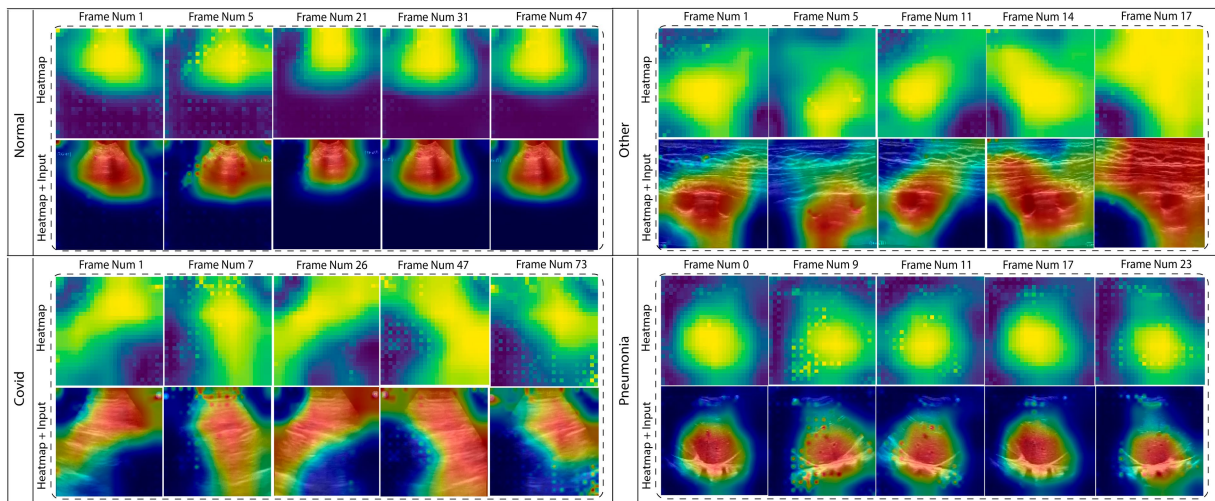 Normal
Frame Num 1 Frame Num 5 Frame Num 21 Frame Num 31 Frame Num 47
Heatmap
Heatmap + Input
Other
Frame Num 1 Frame Num 5 Frame Num 11 Frame Num 14 Frame Num 17
Heatmap
Heatmap + Input
Covid
Frame Num 1 Frame Num 7 Frame Num 26 Frame Num 47 Frame Num 73
Heatmap
Heatmap + Input
Pneumonia
Frame Num 0 Frame Num 9 Frame Num 11 Frame Num 17 Frame Num 23
Heatmap
Heatmap + Input